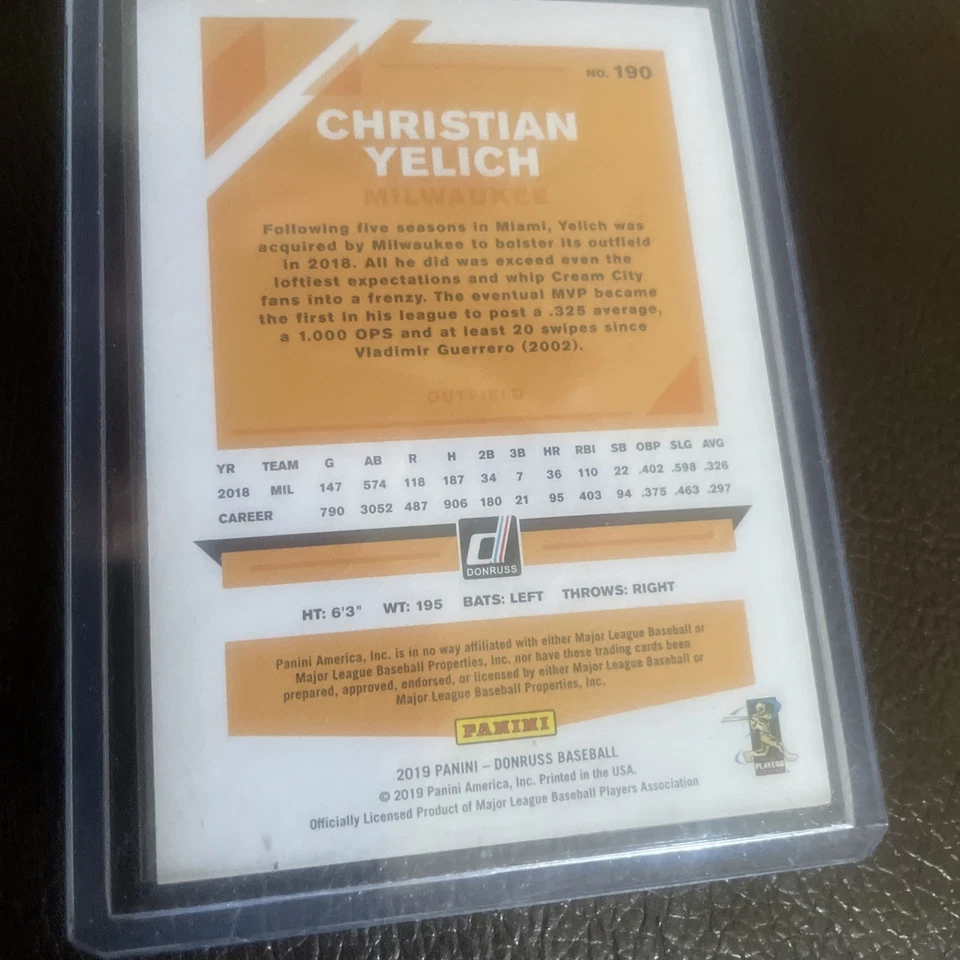 NO. 190
CHRISTIAN
YELICH
MILWAUKEE
Following five seasons in Miami, Yelich was
acquired by Milwaukee to bolster its outfield
in 2018. All he did was exceed even the
loftiest expectations and whip Cream City
fans into a frenzy. The eventual MVP became
the first in his league to post a .325 average,
a 1.000 OPS and at least 20 swipes since
Vladimir Guerrero (2002).
OUTFIELD
YR TEAM G AB R H 2B 3B HR RBI SB OBP SLG AVG
2018 MIL 147 574 118 187 34 7 36 110 22 .402 .598 .326
CAREER 790 3052 487 906 180 21 95 403 94 .375 .463 .297
d
DONRUSS
HT: 6'3" WT: 195 BATS: LEFT THROWS: RIGHT
Panini America, Inc. is in no way affiliated with either Major League Baseball or
Major League Baseball Properties, Inc. nor have these trading cards been
prepared, approved, endorsed, or licensed by either Major League Baseball or
Major League Baseball Properties, Inc.
PANINI
PLAYERS
2019 PANINI – DONRUSS BASEBALL
© 2019 Panini America, Inc. Printed in the USA.
Officially Licensed Product of Major League Baseball Players Association